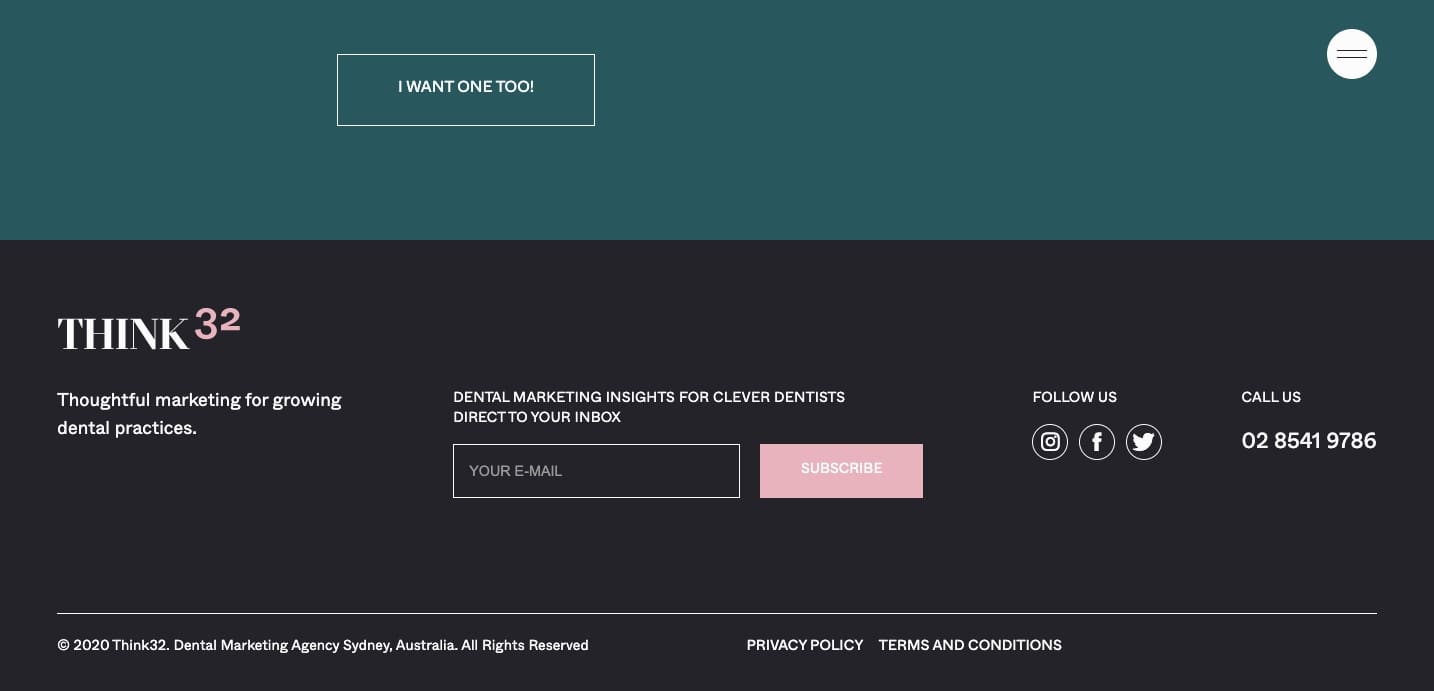 I WANT ONE TOO!
THINK 32
Thoughtful marketing for growing
dental practices.
DENTAL MARKETING INSIGHTS FOR CLEVER DENTISTS
DIRECT TO YOUR INBOX
YOUR E-MAIL
SUBSCRIBE
FOLLOW US
CALL US
02 8541 9786
© 2020 Think32. Dental Marketing Agency Sydney, Australia. All Rights Reserved
PRIVACY POLICY TERMS AND CONDITIONS